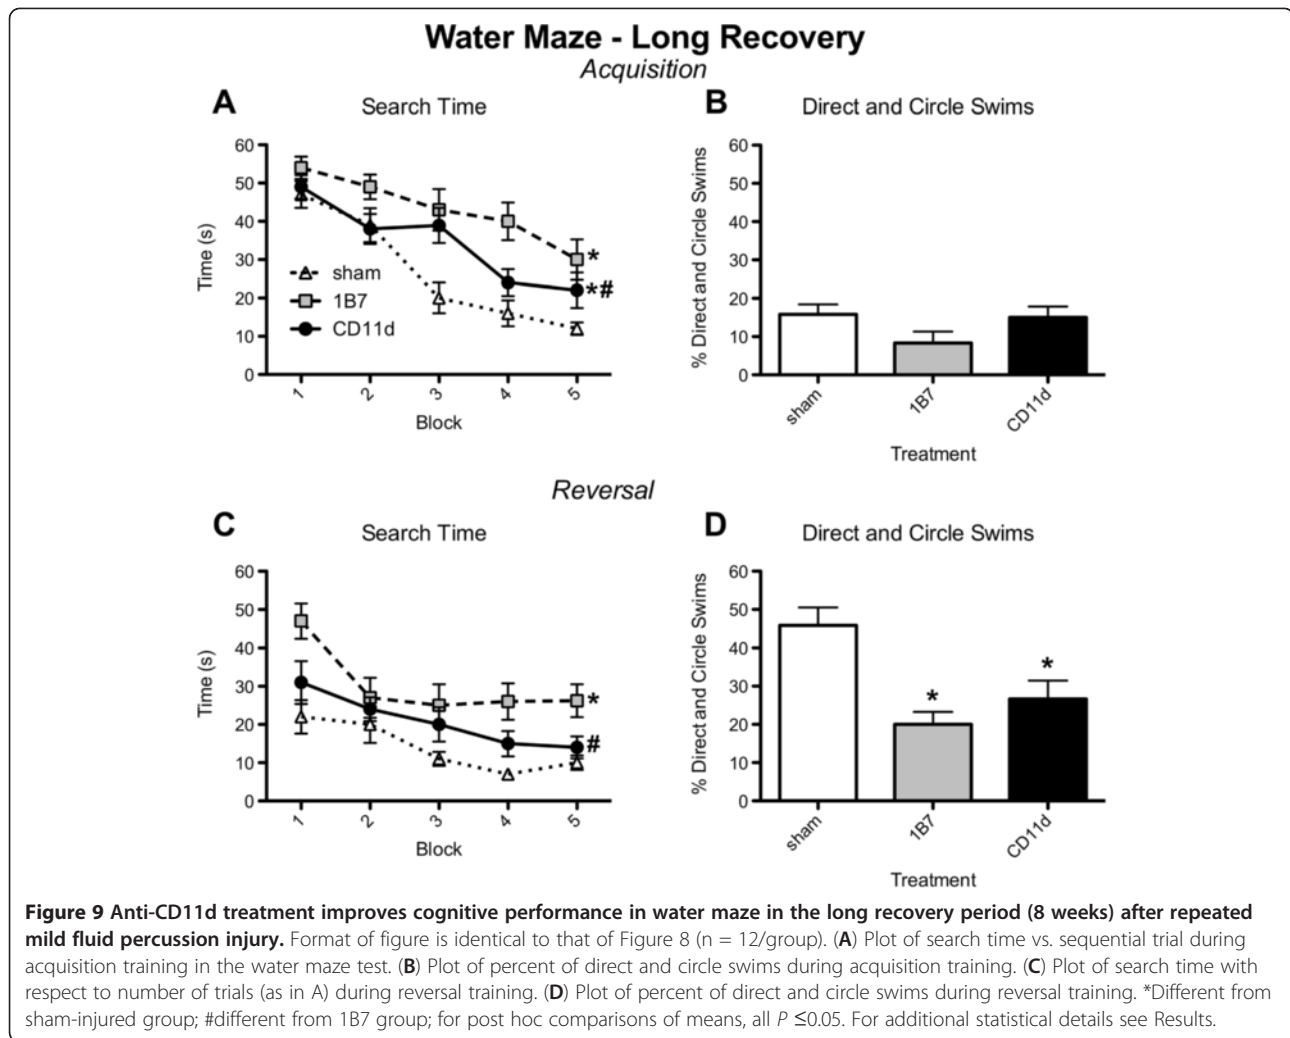 Water Maze - Long Recovery
Acquisition
A
Search Time
Time (s)
60
50
40
30
20
10
0
sham
1B7
CD11d
*
*#
1
2
3
4
5
Block
B
Direct and Circle Swims
% Direct and Circle Swims
60
50
40
30
20
10
0
sham
1B7
CD11d
Treatment
Reversal
C
Search Time
Time (s)
60
50
40
30
20
10
0
*
#
1
2
3
4
5
Block
D
Direct and Circle Swims
% Direct and Circle Swims
60
50
40
30
20
10
0
*
*
sham
1B7
CD11d
Treatment
Figure 9 Anti-CD11d treatment improves cognitive performance in water maze in the long recovery period (8 weeks) after repeated
mild fluid percussion injury. Format of figure is identical to that of Figure 8 (n = 12/group). (A) Plot of search time vs. sequential trial during
acquisition training in the water maze test. (B) Plot of percent of direct and circle swims during acquisition training. (C) Plot of search time with
respect to number of trials (as in A) during reversal training. (D) Plot of percent of direct and circle swims during reversal training. *Different from
sham-injured group; #different from 1B7 group; for post hoc comparisons of means, all P ≤0.05. For additional statistical details see Results.